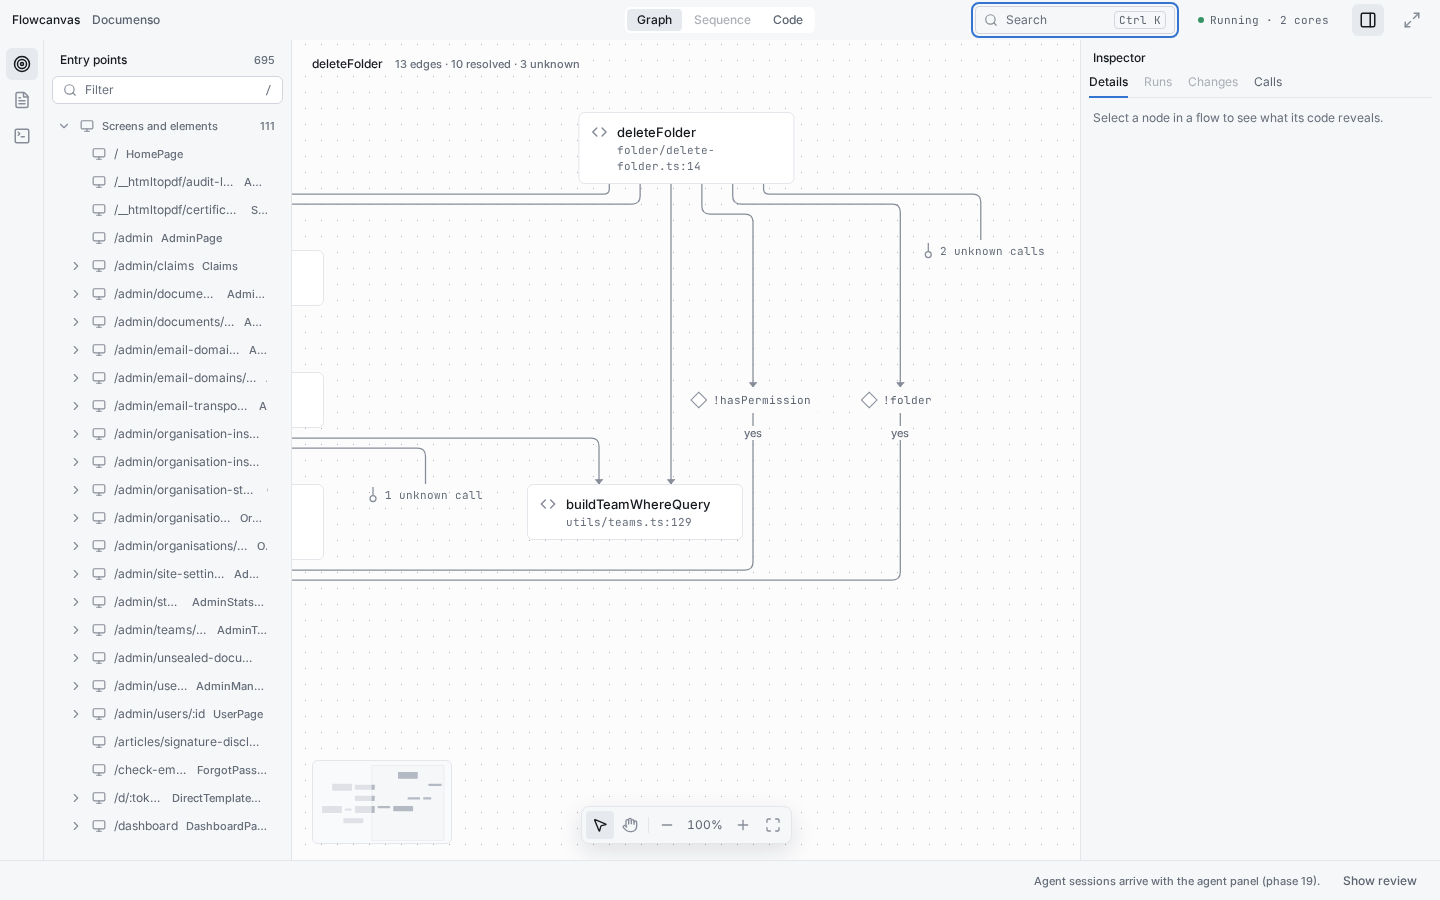 Flowcanvas Documenso
Graph Sequence Code
Search Ctrl K
Running · 2 cores
Entry points 695
Filter /
Screens and elements 111
/ HomePage
/__htmltopdf/audit-l... A...
/__htmltopdf/certific... S...
/admin AdminPage
/admin/claims Claims
/admin/docume... Admi...
/admin/documents/... A...
/admin/email-domai... A...
/admin/email-domains/...
/admin/email-transpo... A
/admin/organisation-ins...
/admin/organisation-ins...
/admin/organisation-st...
/admin/organisatio... Or...
/admin/organisations/... O.
/admin/site-settin... Ad...
/admin/st... AdminStats...
/admin/teams/... AdminT...
/admin/unsealed-docu...
/admin/use... AdminMan...
/admin/users/:id UserPage
/articles/signature-discl...
/check-em... ForgotPass...
/d/:tok... DirectTemplate...
/dashboard DashboardPa...
deleteFolder 13 edges · 10 resolved · 3 unknown
deleteFolder
folder/delete-
folder.ts:14
2 unknown calls
!hasPermission
!folder
yes
yes
1 unknown call
buildTeamWhereQuery
utils/teams.ts:129
100%
Inspector
Details Runs Changes Calls
Select a node in a flow to see what its code reveals.
Agent sessions arrive with the agent panel (phase 19). Show review